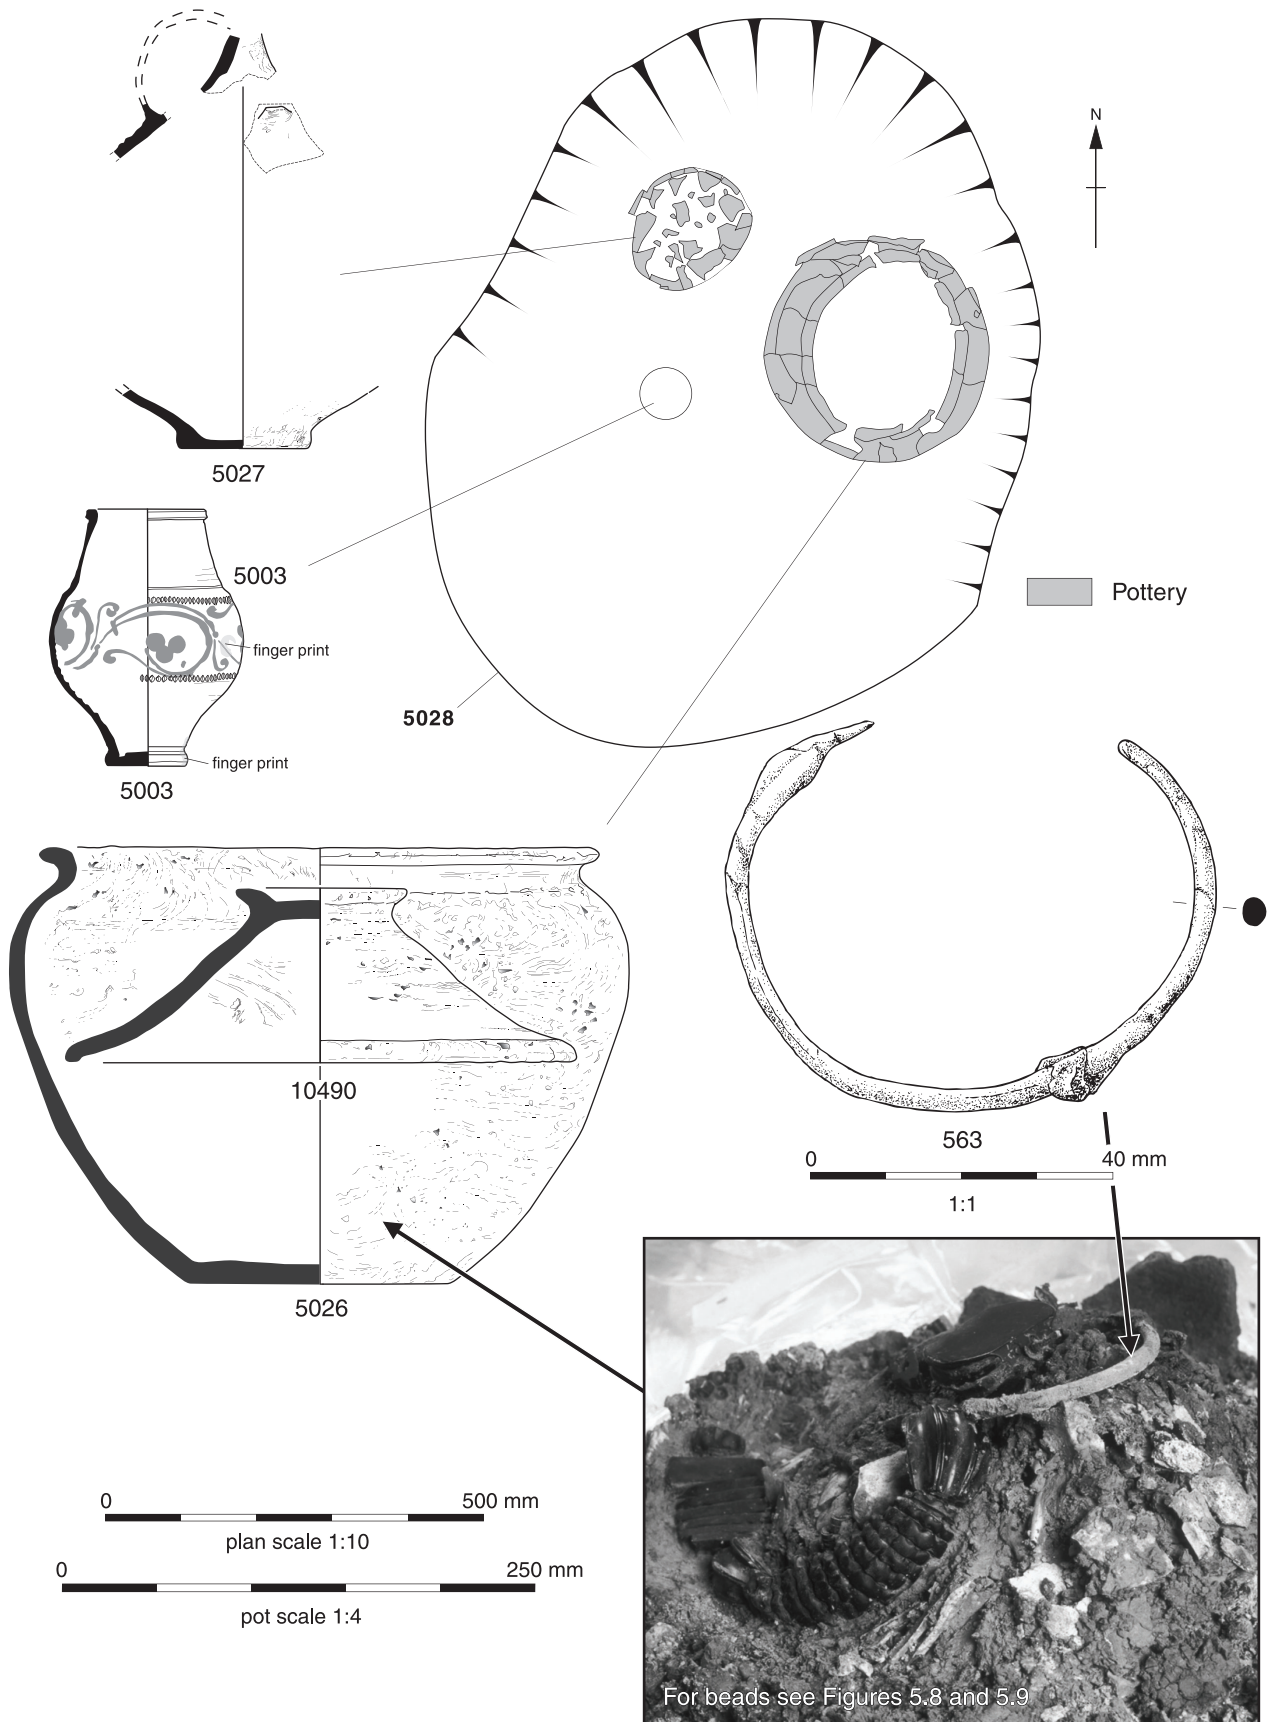 N
5027
5003
finger print
finger print
5003
Pottery
5028
10490
5026
563
0 40 mm
1:1
0 500 mm
plan scale 1:10
0 250 mm
pot scale 1:4
For beads see Figures 5.8 and 5.9